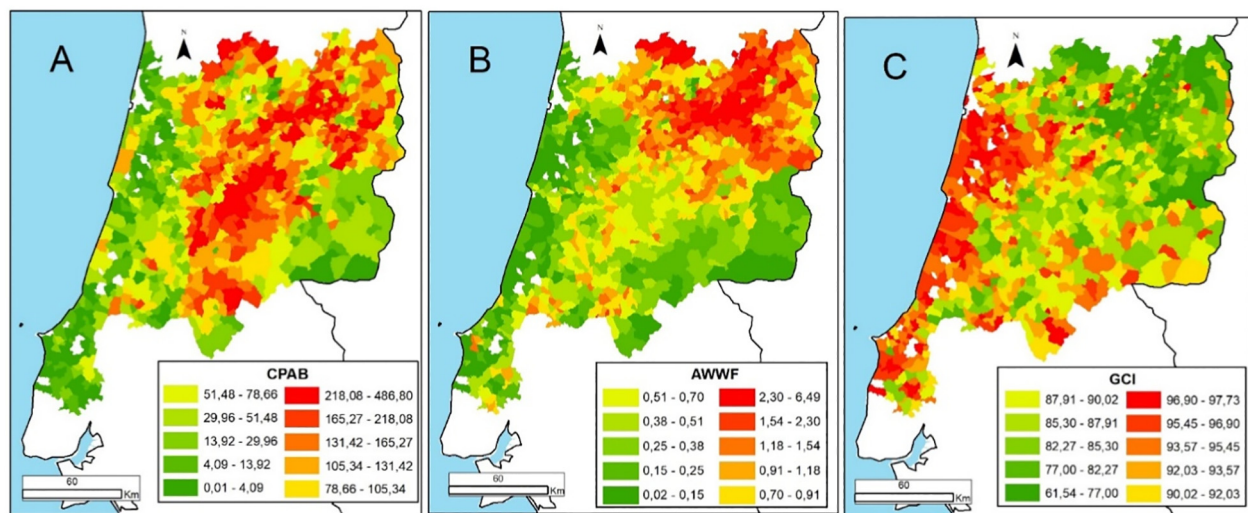 A
N
CPAB
51,48 - 78,66 218,08 - 486,80
29,96 - 51,48 165,27 - 218,08
13,92 - 29,96 131,42 - 165,27
4,09 - 13,92 105,34 - 131,42
0,01 - 4,09 78,66 - 105,34
60
Km
B
N
AWWF
0,51 - 0,70 2,30 - 6,49
0,38 - 0,51 1,54 - 2,30
0,25 - 0,38 1,18 - 1,54
0,15 - 0,25 0,91 - 1,18
0,02 - 0,15 0,70 - 0,91
60
Km
C
N
GCI
87,91 - 90,02 96,90 - 97,73
85,30 - 87,91 95,45 - 96,90
82,27 - 85,30 93,57 - 95,45
77,00 - 82,27 92,03 - 93,57
61,54 - 77,00 90,02 - 92,03
60
Km